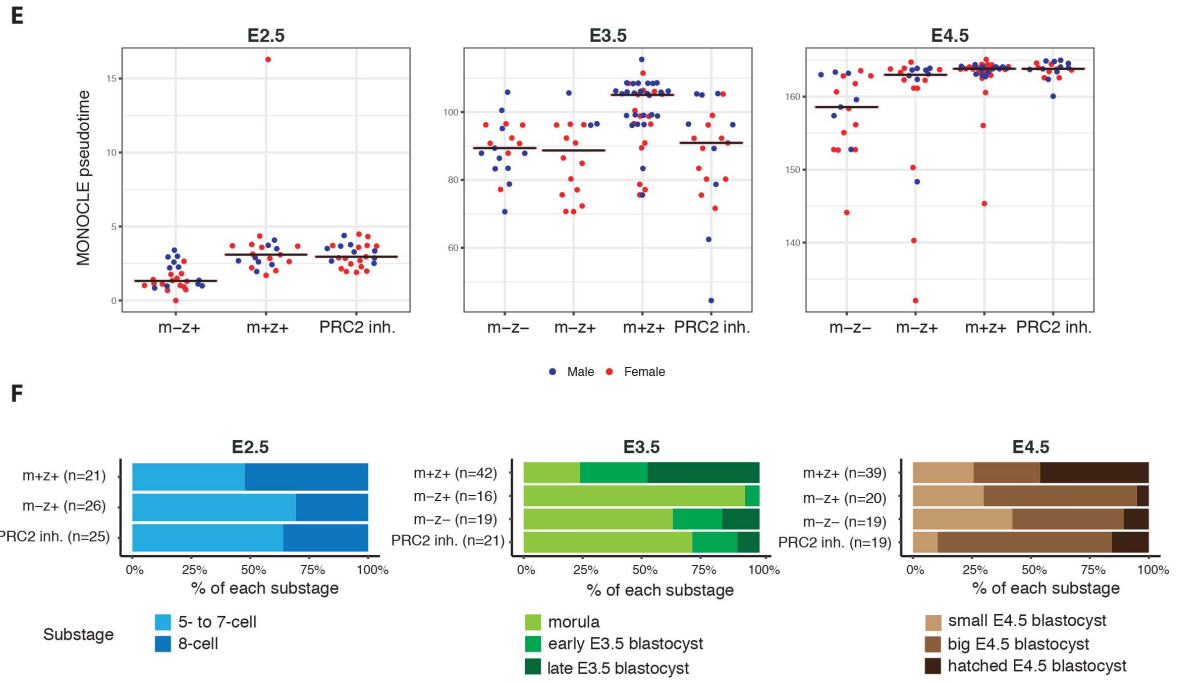 E
E2.5
E3.5
E4.5
MONOCLE pseudotime
15
10
5
0
100
80
60
160
150
140
m−z+
m+z+
PRC2 inh.
m−z−
m−z+
m+z+
PRC2 inh.
m−z−
m−z+
m+z+
PRC2 inh.
Male
Female
F
E2.5
E3.5
E4.5
m+z+ (n=21)
m−z+ (n=26)
PRC2 inh. (n=25)
0%
25%
50%
75%
100%
% of each substage
m+z+ (n=42)
m−z+ (n=16)
m−z− (n=19)
PRC2 inh. (n=21)
0%
25%
50%
75%
100%
% of each substage
m+z+ (n=39)
m−z+ (n=20)
m−z− (n=19)
PRC2 inh. (n=19)
0%
25%
50%
75%
100%
% of each substage
Substage
5- to 7-cell
8-cell
morula
early E3.5 blastocyst
late E3.5 blastocyst
small E4.5 blastocyst
big E4.5 blastocyst
hatched E4.5 blastocyst